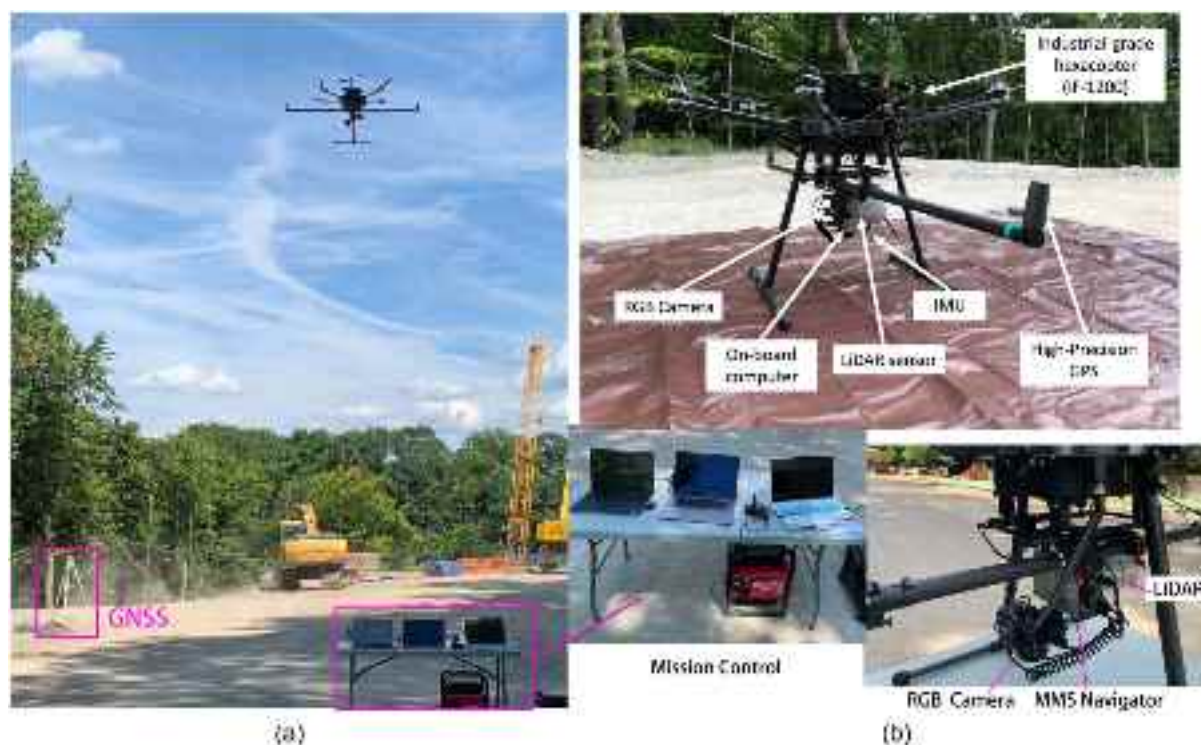 Industrial grade
hexacopter
(IF-1200)
RGB Camera
IMU
On-board
computer
LiDAR sensor
High-Precision
GPS
GNSS
Mission Control
LiDAR
RGB Camera
MMS Navigator
(a)
(b)